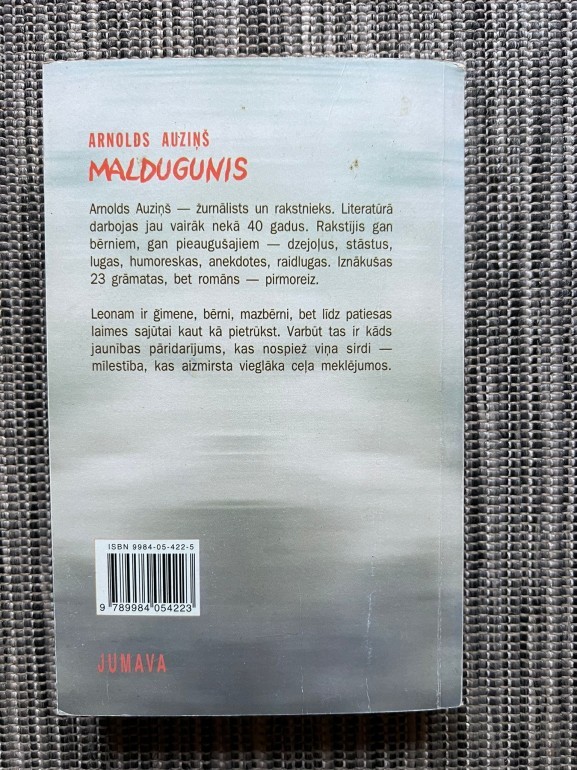 ARNOLDS AUZIŅŠ
MALDUGUNIS
Arnolds Auziņš — žurnālists un rakstnieks. Literatūrā
darbojas jau vairāk nekā 40 gadus. Rakstījis gan
bērniem, gan pieaugušajiem — dzejoļus, stāstus,
lugas, humoreskas, anekdotes, raidlugas. Iznākušas
23 grāmatas, bet romāns — pirmoreiz.
Leonam ir ģimene, bērni, mazbērni, bet līdz patiesas
laimes sajūtai kaut kā pietrūkst. Varbūt tas ir kāds
jaunības pāridarījums, kas nospiež viņa sirdi —
mīlestība, kas aizmirsta vieglāka ceļa meklējumos.
ISBN 9984-05-422-5
9 789984 054223
JUMAVA